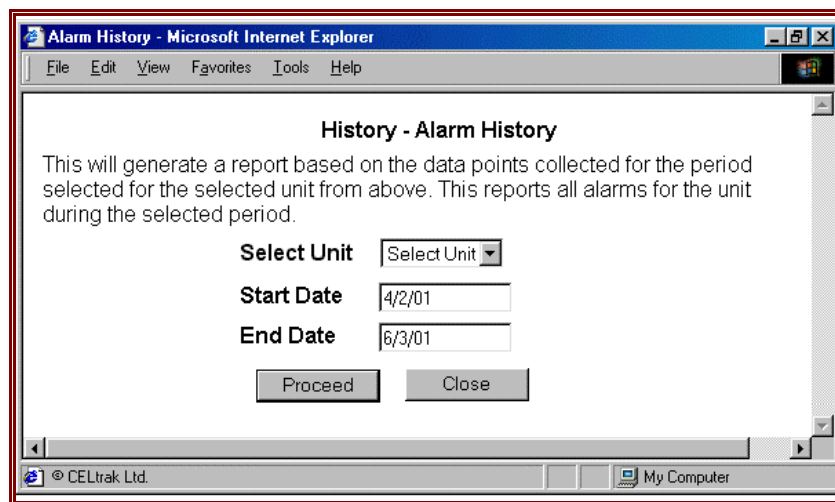 Alarm History - Microsoft Internet Explorer
File Edit View Favorites Tools Help
History - Alarm History
This will generate a report based on the data points collected for the period
selected for the selected unit from above. This reports all alarms for the unit
during the selected period.
Select Unit Select Unit
Start Date 4/2/01
End Date 6/3/01
Proceed Close
© CELtrak Ltd. My Computer